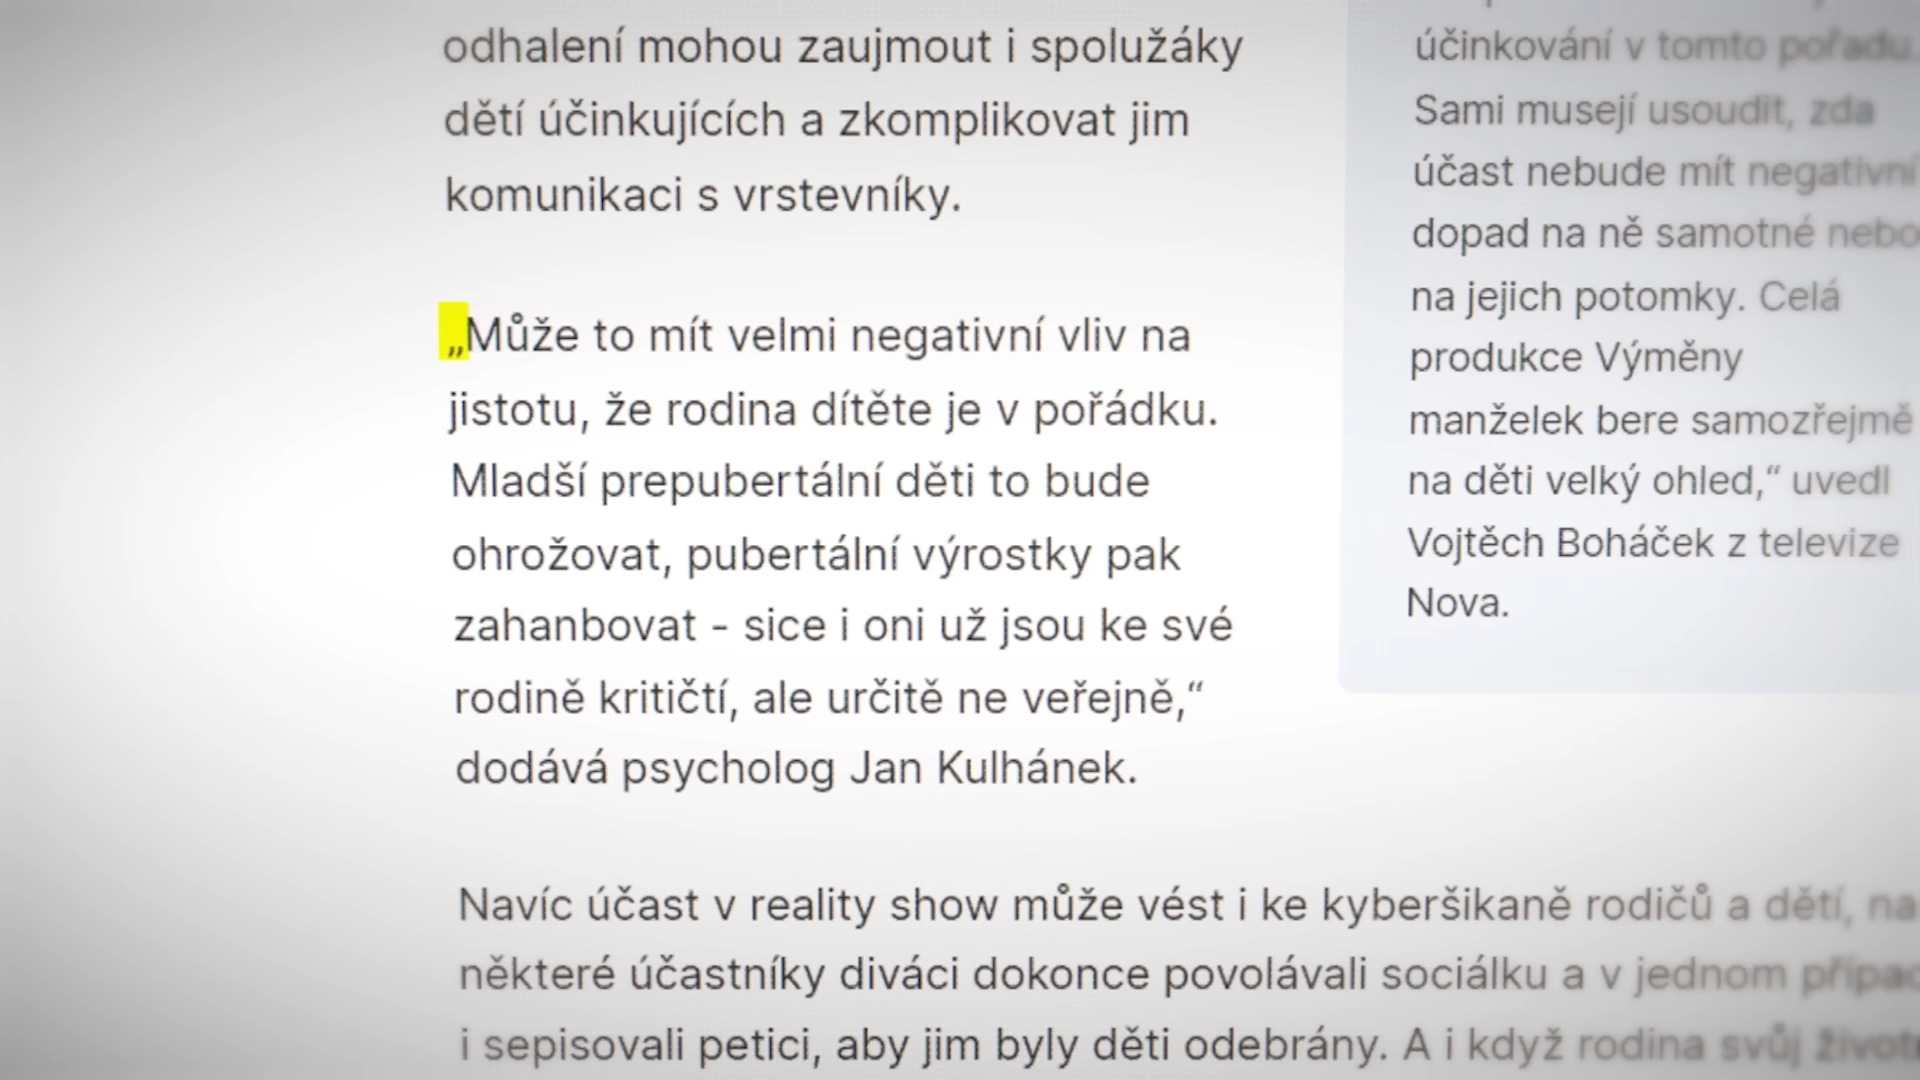 odhalení mohou zaujmout i spolužáky
dětí účinkujících a zkomplikovat jim
komunikaci s vrstevníky.
„Může to mít velmi negativní vliv na
jistotu, že rodina dítěte je v pořádku.
Mladší prepubertální děti to bude
ohrožovat, pubertální výrostky pak
zahanbovat - sice i oni už jsou ke své
rodině kritičtí, ale určitě ne veřejně,“
dodává psycholog Jan Kulhánek.
Navíc účast v reality show může vést i ke kyberšikaně rodičů a dětí, na
některé účastníky diváci dokonce povolávali sociálku a v jednom
i sepisovali petici, aby jim byly děti odebrány. A i když rodina svůj
účinkování v tomto pořadu.
Sami musejí usoudit, zda
účast nebude mít negativní
dopad na ně samotné nebo
na jejich potomky. Celá
produkce Výměny
manželek bere samozřejmě
na děti velký ohled,“ uvedl
Vojtěch Boháček z televize
Nova.